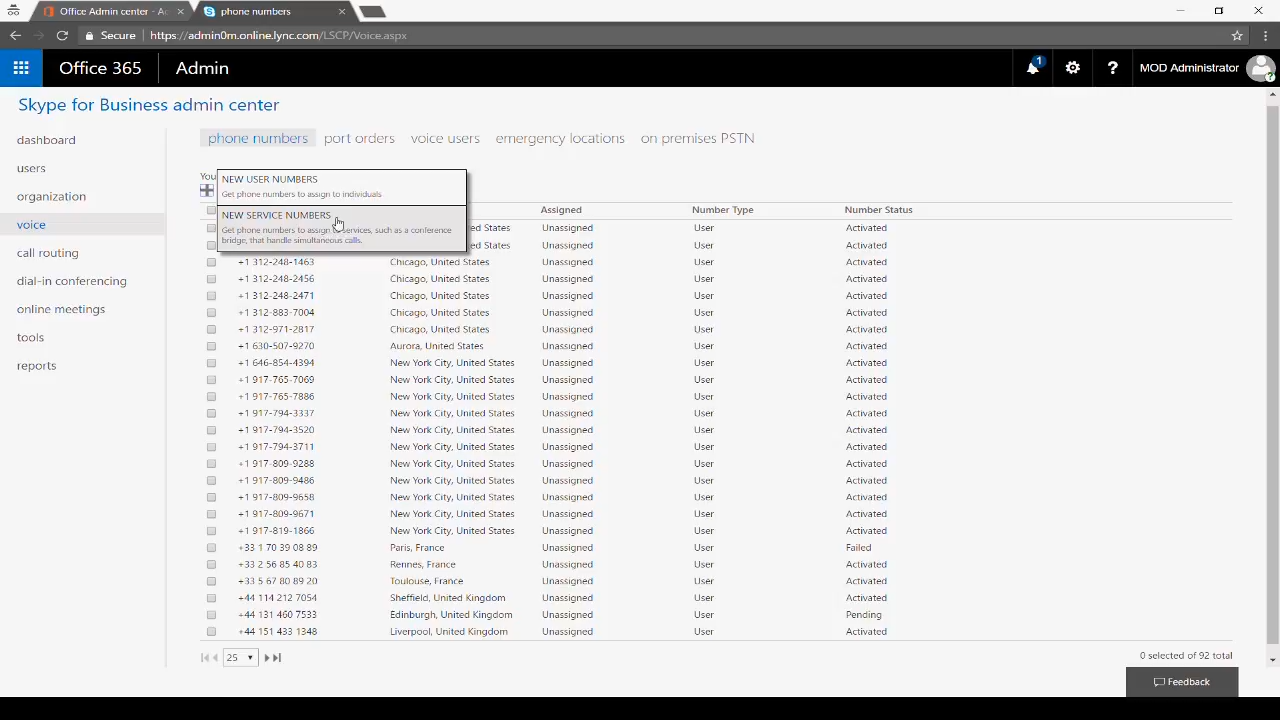 Office Admin center - Ac
phone numbers
Secure
https://admin0m.online.lync.com/LSCP/Voice.aspx
Office 365
Admin
1
?
MOD Administrator
Skype for Business admin center
dashboard
users
organization
voice
call routing
dial-in conferencing
online meetings
tools
reports
phone numbers
port orders
voice users
emergency locations
on premises PSTN
You
NEW USER NUMBERS
Get phone numbers to assign to individuals
NEW SERVICE NUMBERS
Get phone numbers to assign to services, such as a conference
bridge, that handle simultaneous calls.
Assigned Number Type Number Status
States Unassigned User Activated
States Unassigned User Activated
+1 312-248-1463 Chicago, United States Unassigned User Activated
+1 312-248-2456 Chicago, United States Unassigned User Activated
+1 312-248-2471 Chicago, United States Unassigned User Activated
+1 312-883-7004 Chicago, United States Unassigned User Activated
+1 312-971-2817 Chicago, United States Unassigned User Activated
+1 630-507-9270 Aurora, United States Unassigned User Activated
+1 646-854-4394 New York City, United States Unassigned User Activated
+1 917-765-7069 New York City, United States Unassigned User Activated
+1 917-765-7886 New York City, United States Unassigned User Activated
+1 917-794-3337 New York City, United States Unassigned User Activated
+1 917-794-3520 New York City, United States Unassigned User Activated
+1 917-794-3711 New York City, United States Unassigned User Activated
+1 917-809-9288 New York City, United States Unassigned User Activated
+1 917-809-9486 New York City, United States Unassigned User Activated
+1 917-809-9658 New York City, United States Unassigned User Activated
+1 917-809-9671 New York City, United States Unassigned User Activated
+1 917-819-1866 New York City, United States Unassigned User Activated
+33 1 70 39 08 89 Paris, France Unassigned User Failed
+33 2 56 85 40 83 Rennes, France Unassigned User Activated
+33 5 67 80 89 20 Toulouse, France Unassigned User Activated
+44 114 212 7054 Sheffield, United Kingdom Unassigned User Activated
+44 131 460 7533 Edinburgh, United Kingdom Unassigned User Pending
+44 151 433 1348 Liverpool, United Kingdom Unassigned User Activated
25
0 selected of 92 total
Feedback